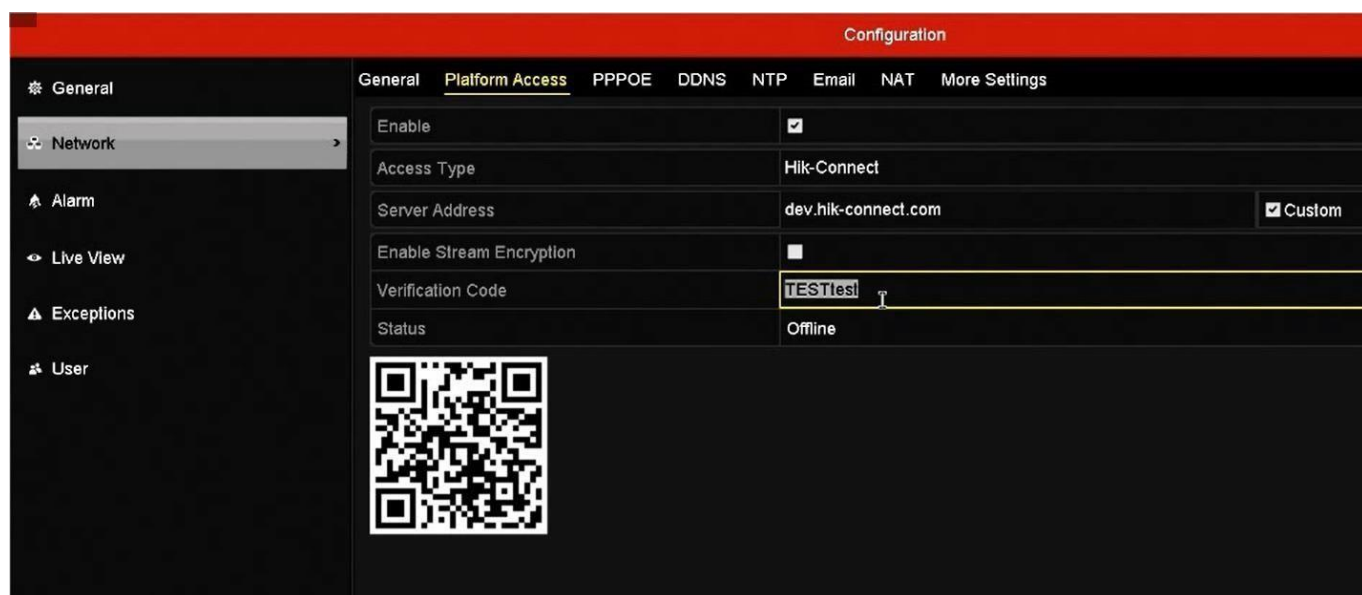 Configuration
General
Network
Alarm
Live View
Exceptions
User
General Platform Access PPPOE DDNS NTP Email NAT More Settings
Enable
Access Type Hik-Connect
Server Address dev.hik-connect.com Custom
Enable Stream Encryption
Verification Code TESTtest
Status Offline